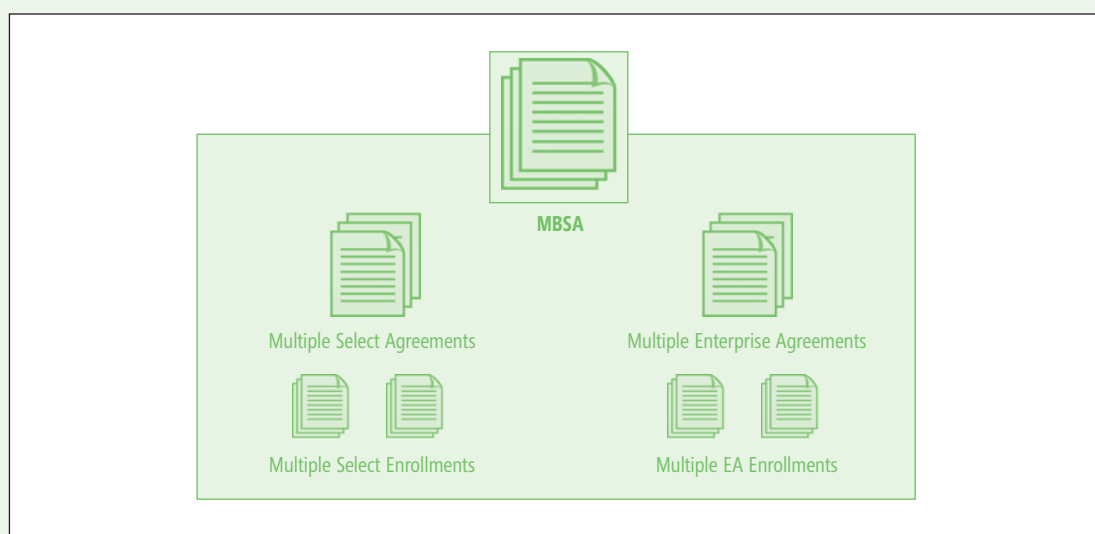 MBSA
Multiple Select Agreements
Multiple Enterprise Agreements
Multiple Select Enrollments
Multiple EA Enrollments